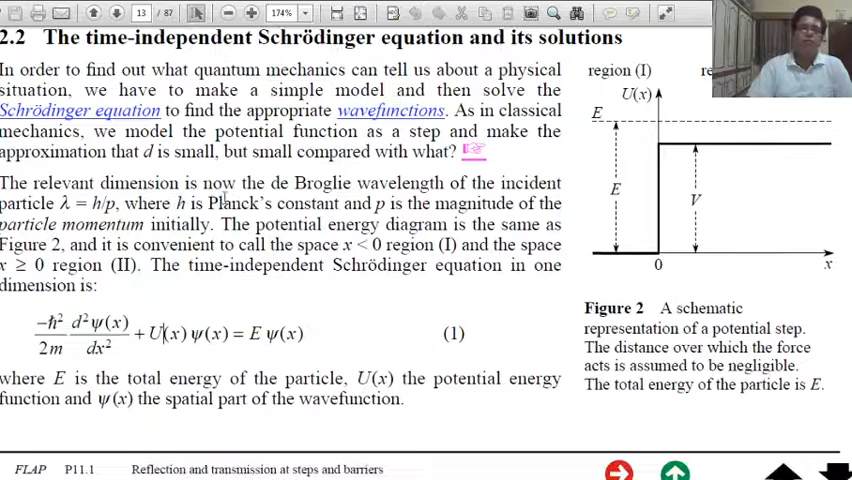 13 / 87
174%
2.2 The time-independent Schrödinger equation and its solutions
In order to find out what quantum mechanics can tell us about a physical
situation, we have to make a simple model and then solve the
Schrödinger equation to find the appropriate wavefunctions. As in classical
mechanics, we model the potential function as a step and make the
approximation that d is small, but small compared with what? ☞
The relevant dimension is now the de Broglie wavelength of the incident
particle λ = h/p, where h is Planck's constant and p is the magnitude of the
particle momentum initially. The potential energy diagram is the same as
Figure 2, and it is convenient to call the space x < 0 region (I) and the space
x ≥ 0 region (II). The time-independent Schrödinger equation in one
dimension is:
−ħ²/2m d²ψ(x)/dx² + U(x) ψ(x) = E ψ(x) (1)
where E is the total energy of the particle, U(x) the potential energy
function and ψ(x) the spatial part of the wavefunction.
region (I)
U(x)
E
E
V
0
x
Figure 2 A schematic
representation of a potential step.
The distance over which the force
acts is assumed to be negligible.
The total energy of the particle is E.
FLAP P11.1 Reflection and transmission at steps and barriers